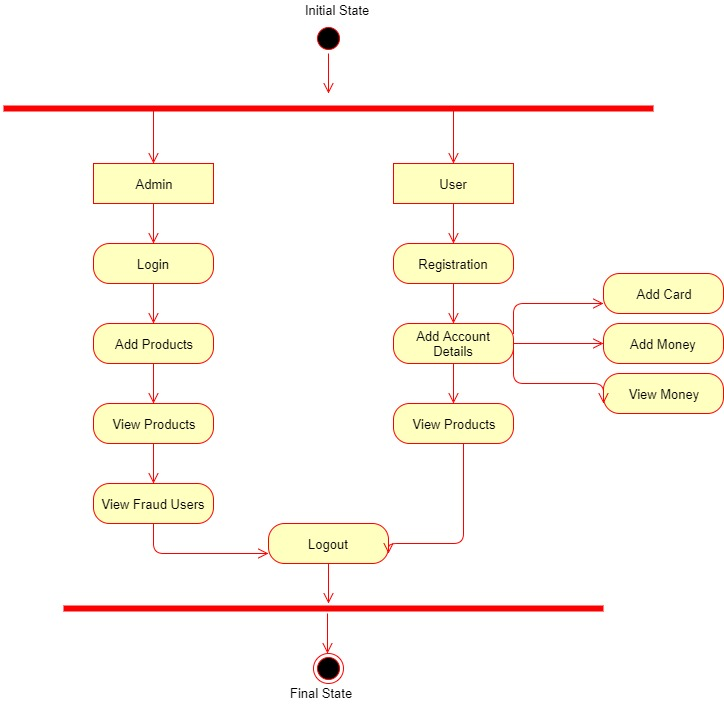 Initial State
Admin
User
Login
Registration
Add Card
Add Products
Add Account
Details
Add Money
View Products
View Products
View Money
View Fraud Users
Logout
Final State